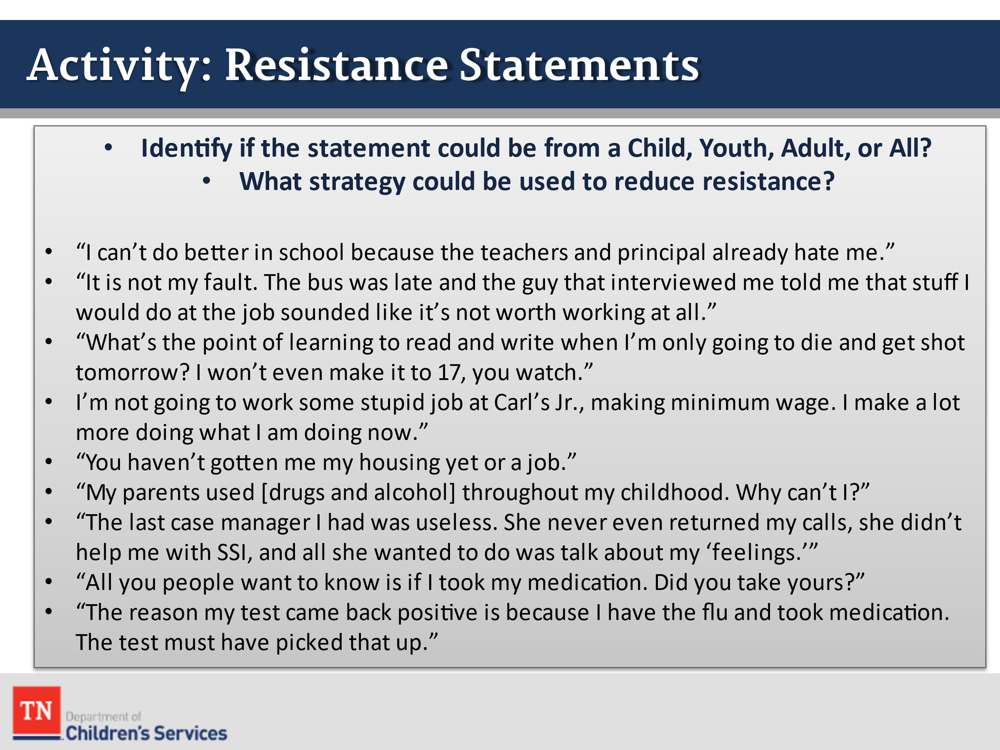 Activity: Resistance Statements
• Identify if the statement could be from a Child, Youth, Adult, or All?
• What strategy could be used to reduce resistance?
• “I can’t do better in school because the teachers and principal already hate me.”
• “It is not my fault. The bus was late and the guy that interviewed me told me that stuff I
would do at the job sounded like it’s not worth working at all.”
• “What’s the point of learning to read and write when I’m only going to die and get shot
tomorrow? I won’t even make it to 17, you watch.”
• I’m not going to work some stupid job at Carl’s Jr., making minimum wage. I make a lot
more doing what I am doing now.”
• “You haven’t gotten me my housing yet or a job.”
• “My parents used [drugs and alcohol] throughout my childhood. Why can’t I?”
• “The last case manager I had was useless. She never even returned my calls, she didn’t
help me with SSI, and all she wanted to do was talk about my ‘feelings.’”
• “All you people want to know is if I took my medication. Did you take yours?”
• “The reason my test came back positive is because I have the flu and took medication.
The test must have picked that up.”
TN
Department of
Children’s Services